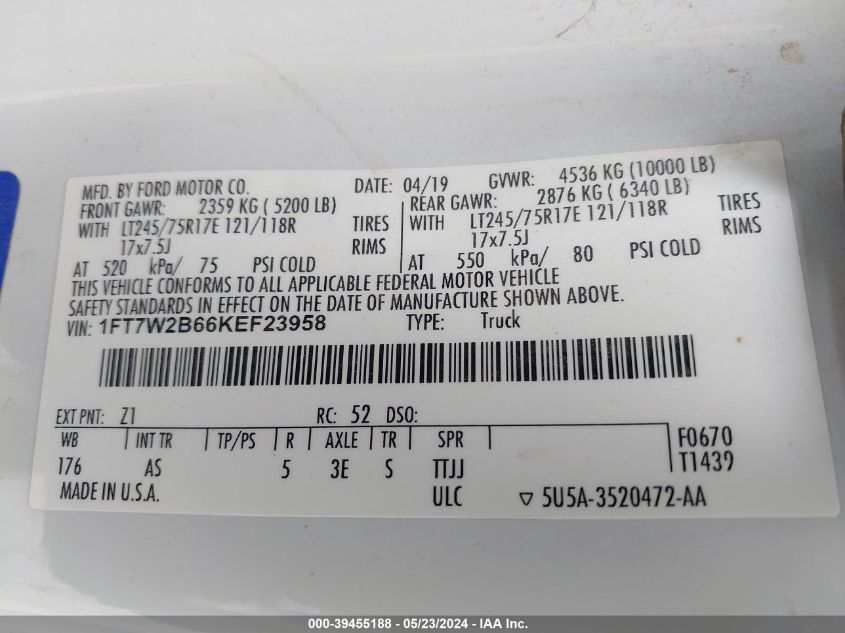 MFD. BY FORD MOTOR CO. DATE: 04/19 GVWR: 4536 KG (10000 LB)
FRONT GAWR: 2359 KG ( 5200 LB) REAR GAWR: 2876 KG ( 6340 LB)
WITH LT245/75R17E 121/118R TIRES WITH LT245/75R17E 121/118R TIRES
17x7.5J RIMS 17x7.5J RIMS
AT 520 kPa/ 75 PSI COLD AT 550 kPa/ 80 PSI COLD
THIS VEHICLE CONFORMS TO ALL APPLICABLE FEDERAL MOTOR VEHICLE
SAFETY STANDARDS IN EFFECT ON THE DATE OF MANUFACTURE SHOWN ABOVE.
VIN: 1FT7W2B66KEF23958 TYPE: Truck
EXT PNT: Z1 RC: 52 DSO:
WB INT TR TP/PS R AXLE TR SPR F0670
176 AS 5 3E S TTJJ T1439
MADE IN U.S.A. ULC ▽ 5U5A-3520472-AA
000-39455188 - 05/23/2024 - IAA Inc.